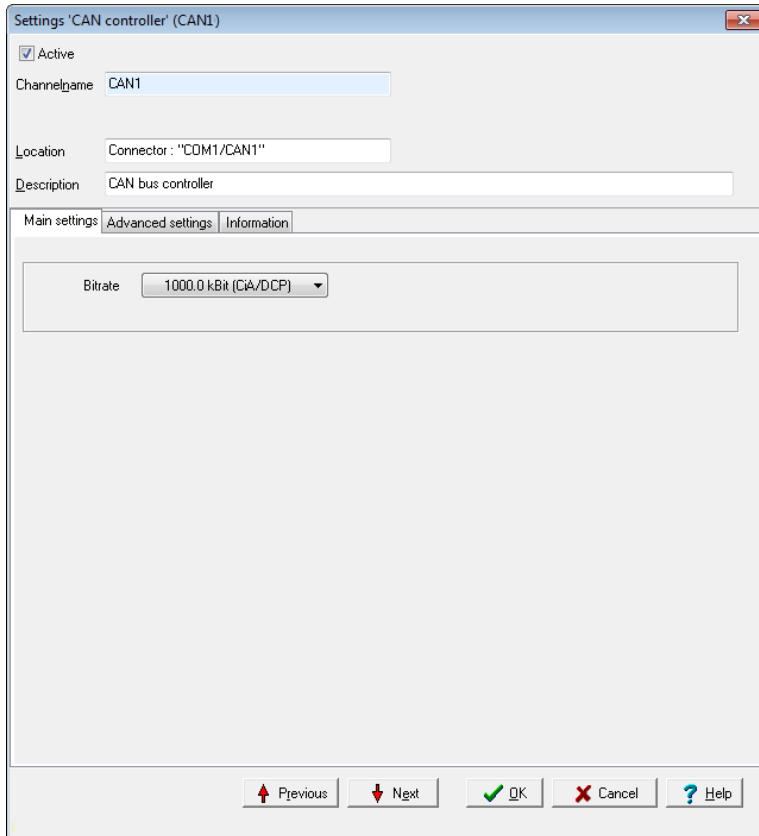 Settings 'CAN controller' (CAN1)
Active
Channelname CAN1
Location Connector : "COM1/CAN1"
Description CAN bus controller
Main settings Advanced settings Information
Bitrate 1000.0 kBit (CiA/DCP)
Previous Next OK Cancel ? Help